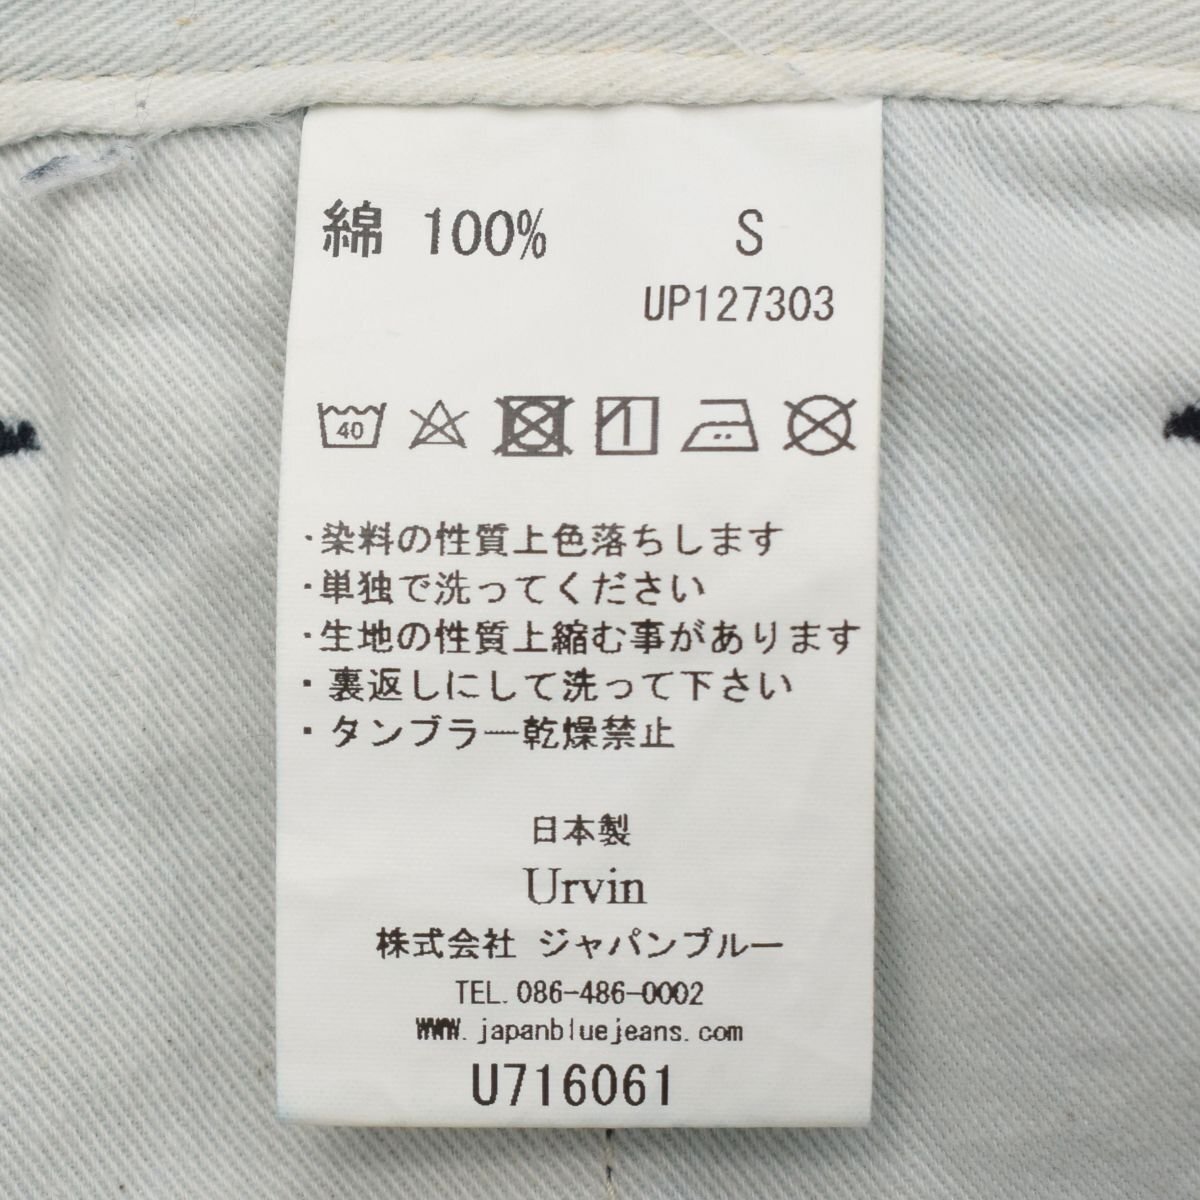 綿 100% S
UP127303
40
・染料の性質上色落ちします
・単独で洗ってください
・生地の性質上縮む事があります
・裏返しにして洗って下さい
・タンブラー乾燥禁止
日本製
Urvin
株式会社 ジャパンブルー
TEL.086-486-0002
www.japanbluejeans.com
U716061